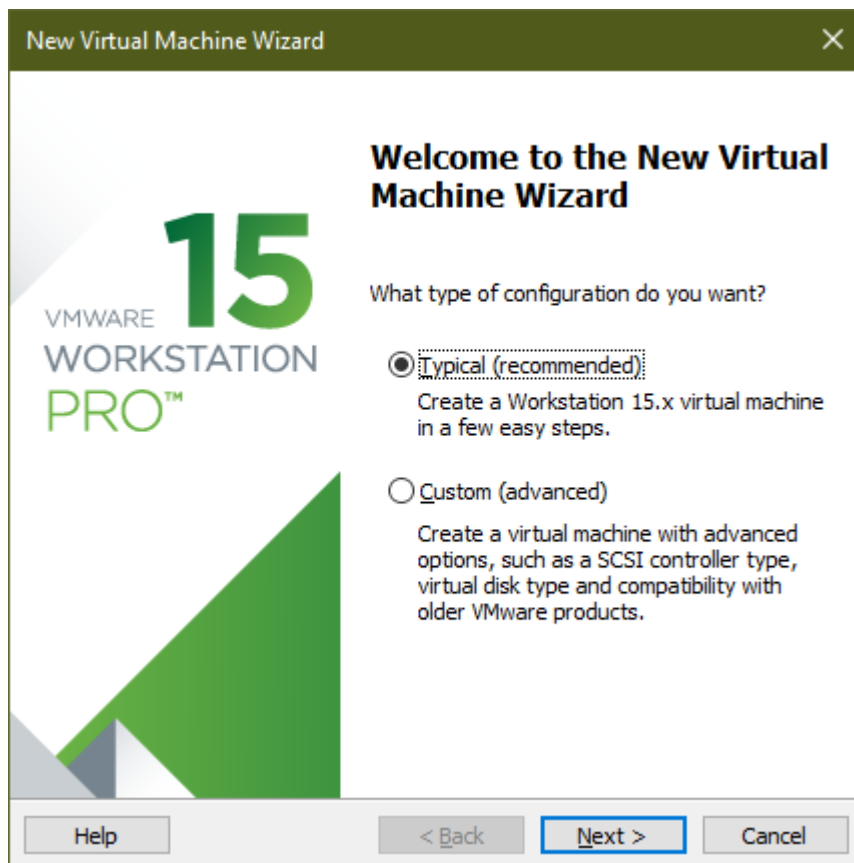 New Virtual Machine Wizard
15
VMWARE
WORKSTATION
PRO™
Welcome to the New Virtual
Machine Wizard
What type of configuration do you want?
Typical (recommended)
Create a Workstation 15.x virtual machine
in a few easy steps.
Custom (advanced)
Create a virtual machine with advanced
options, such as a SCSI controller type,
virtual disk type and compatibility with
older VMware products.
Help
< Back
Next >
Cancel